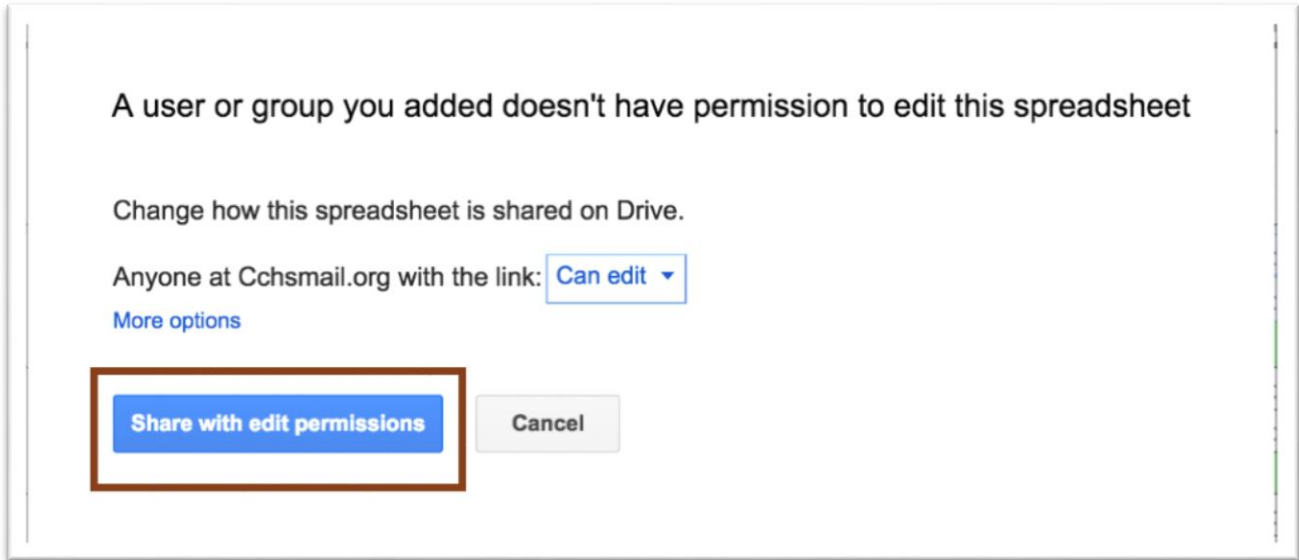 A user or group you added doesn't have permission to edit this spreadsheet
Change how this spreadsheet is shared on Drive.
Anyone at Cchsmail.org with the link: Can edit
More options
Share with edit permissions Cancel